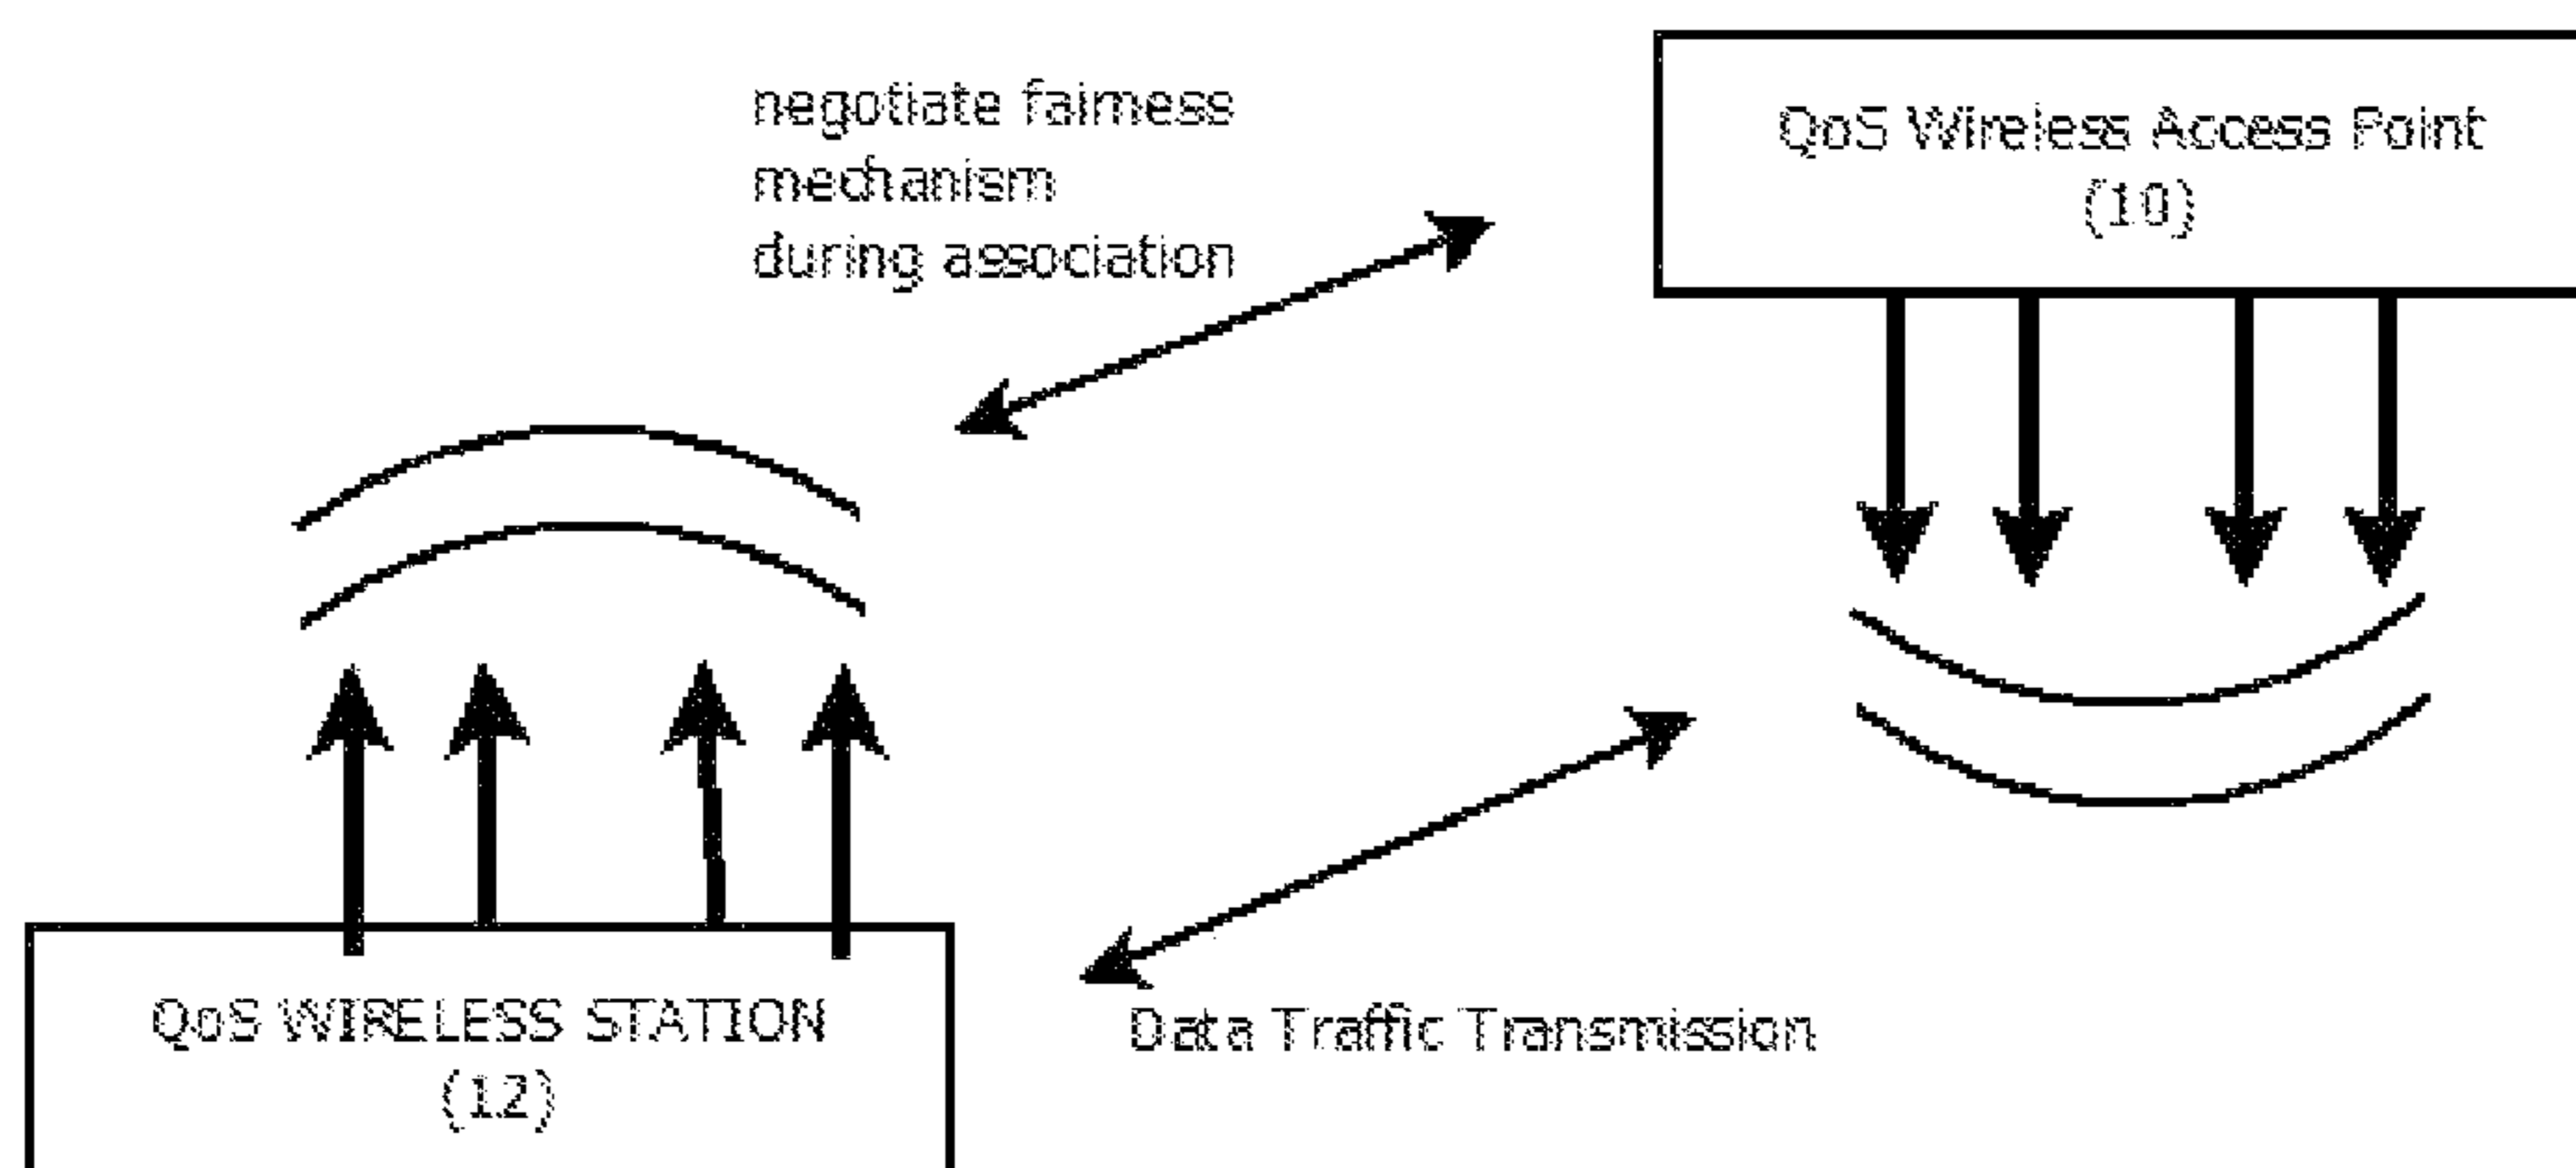 negotiate fairness
mechanism
during association
QoS Wireless Access Point
(10)
QoS WIRELESS STATION
(12)
Data Traffic Transmission